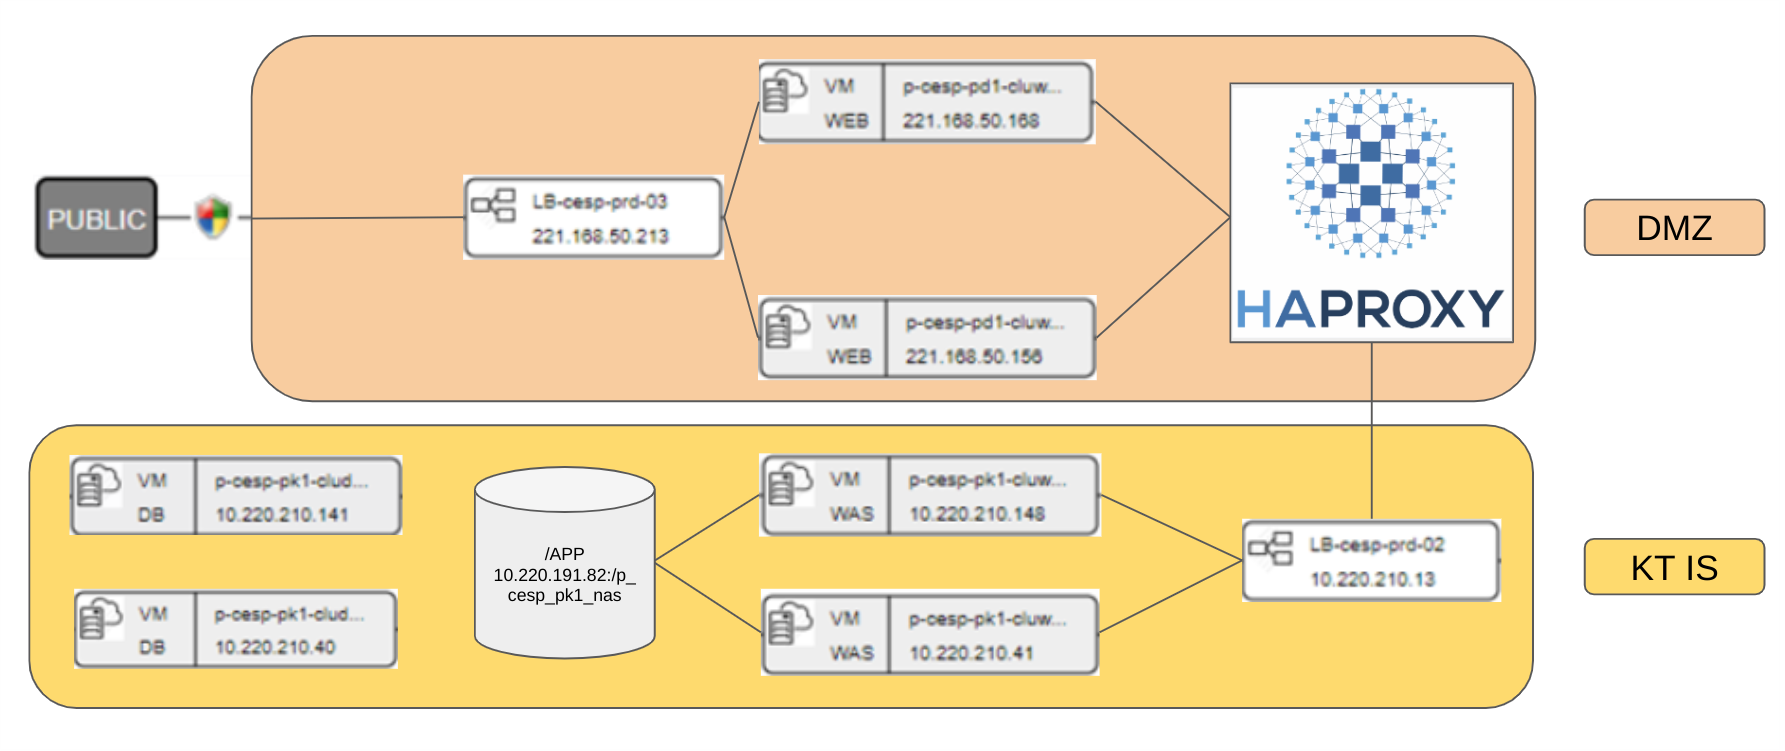 PUBLIC
LB-cesp-prd-03
221.168.50.213
VM
WEB
p-cesp-pd1-cluw...
221.168.50.168
VM
WEB
p-cesp-pd1-cluw...
221.168.50.156
HAPROXY
DMZ
VM
DB
p-cesp-pk1-clud...
10.220.210.141
VM
DB
p-cesp-pk1-clud...
10.220.210.40
/APP
10.220.191.82:/p_
cesp_pk1_nas
VM
WAS
p-cesp-pk1-cluw...
10.220.210.148
VM
WAS
p-cesp-pk1-cluw...
10.220.210.41
LB-cesp-prd-02
10.220.210.13
KT IS